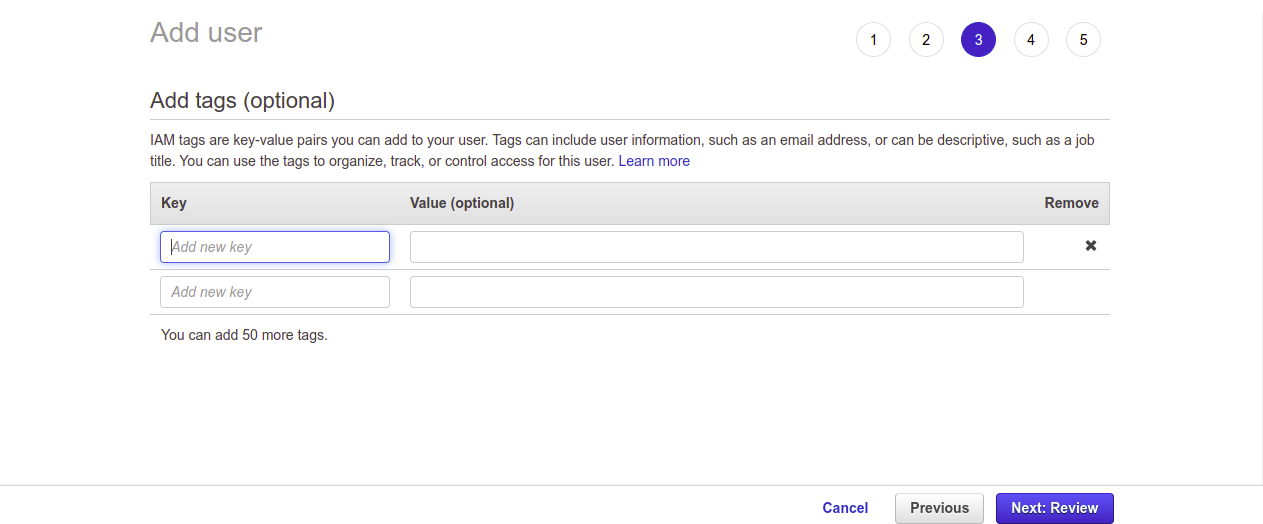 Add user
1 2 3 4 5
Add tags (optional)
IAM tags are key-value pairs you can add to your user. Tags can include user information, such as an email address, or can be descriptive, such as a job
title. You can use the tags to organize, track, or control access for this user. Learn more
Key Value (optional) Remove
Add new key
Add new key
You can add 50 more tags.
Cancel Previous Next: Review